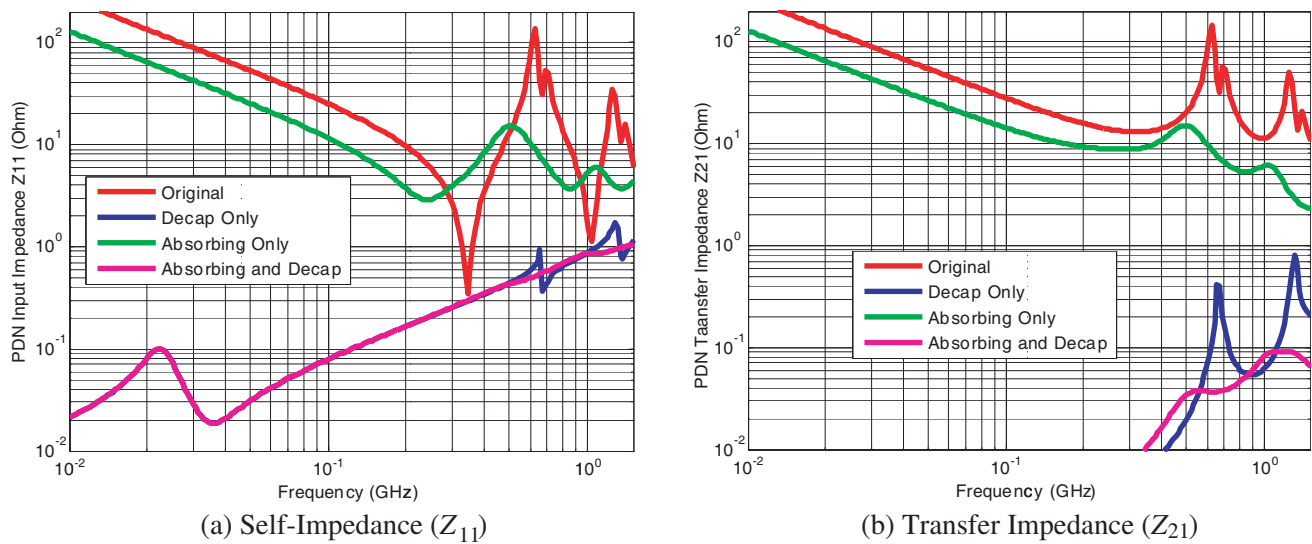 10^2
10^1
10^0
10^-1
10^-2
PDN Input Impedance Z11 (Ohm)
Original
Decap Only
Absorbing Only
Absorbing and Decap
10^-2
10^-1
10^0
Frequency (GHz)
(a) Self-Impedance (Z11)
10^2
10^1
10^0
10^-1
10^-2
PDN Taansfer Impedance Z21 (Ohm)
Original
Decap Only
Absorbing Only
Absorbing and Decap
10^-2
10^-1
10^0
Frequency (GHz)
(b) Transfer Impedance (Z21)